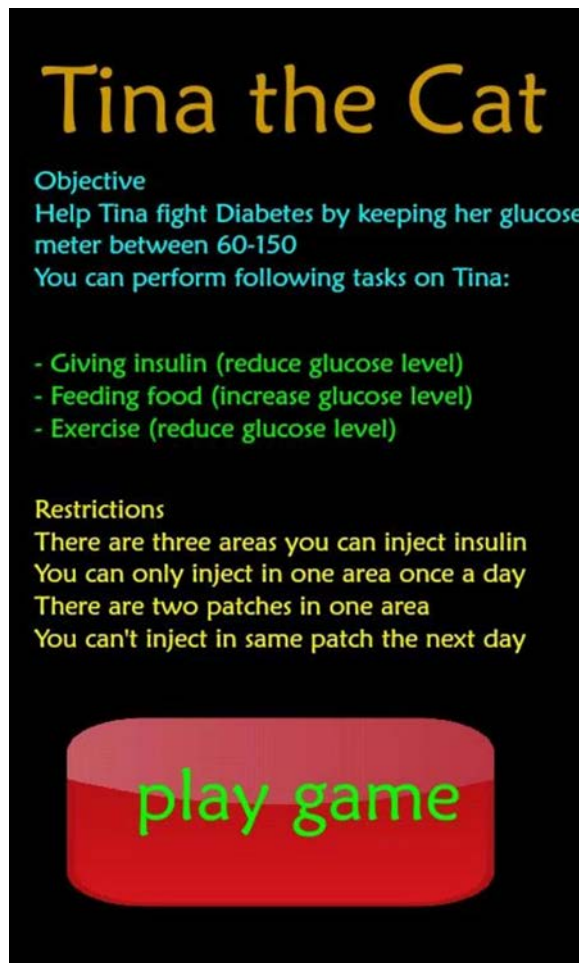 Tina the Cat
Objective
Help Tina fight Diabetes by keeping her glucose
meter between 60-150
You can perform following tasks on Tina:
- Giving insulin (reduce glucose level)
- Feeding food (increase glucose level)
- Exercise (reduce glucose level)
Restrictions
There are three areas you can inject insulin
You can only inject in one area once a day
There are two patches in one area
You can't inject in same patch the next day
play game